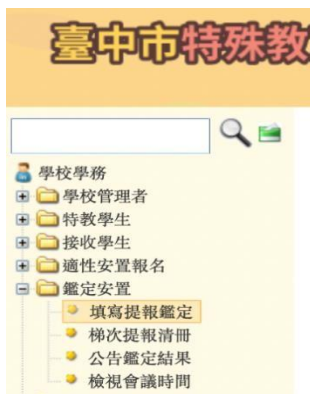 臺中市特殊教
學校學務
學校管理者
特教學生
接收學生
適性安置報名
鑑定安置
填寫提報鑑定
梯次提報清冊
公告鑑定結果
檢視會議時間